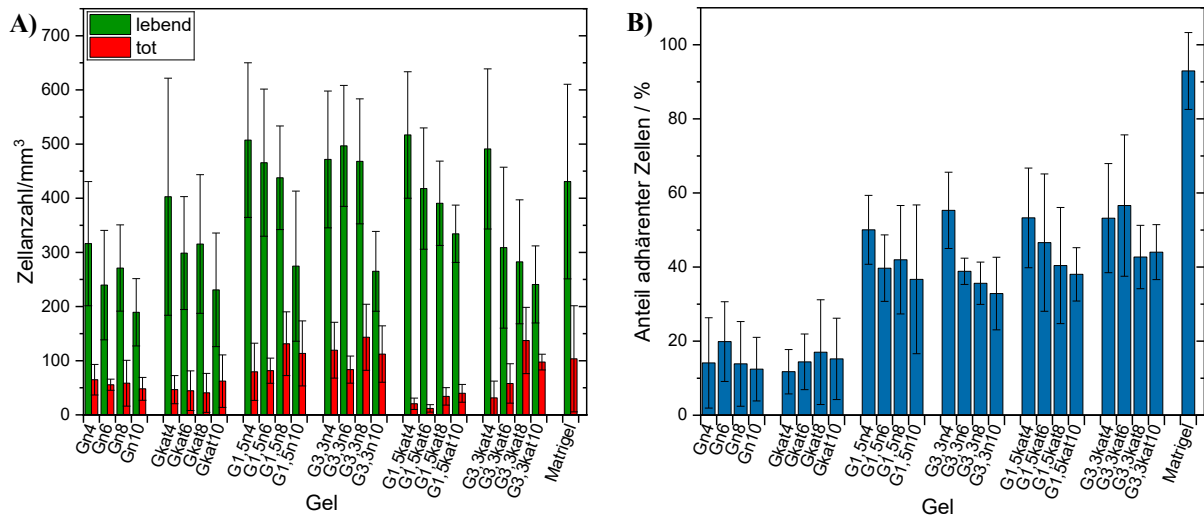 A)
lebend
tot
Zellanzahl/mm³
700
600
500
400
300
200
100
0
Gn4
Gn6
Gn8
Gn10
Gkat4
Gkat6
Gkat8
Gkat10
G1,5n4
G1,5n6
G1,5n8
G1,5n10
G3,3n4
G3,3n6
G3,3n8
G3,3n10
G1,5kat4
G1,5kat6
G1,5kat8
G1,5kat10
G3,3kat4
G3,3kat6
G3,3kat8
G3,3kat10
Matrigel
Gel
B)
Anteil adhärenter Zellen / %
100
80
60
40
20
0
Gn4
Gn6
Gn8
Gn10
Gkat4
Gkat6
Gkat8
Gkat10
G1,5n4
G1,5n6
G1,5n8
G1,5n10
G3,3n4
G3,3n6
G3,3n8
G3,3n10
G1,5kat4
G1,5kat6
G1,5kat8
G1,5kat10
G3,3kat4
G3,3kat6
G3,3kat8
G3,3kat10
Matrigel
Gel